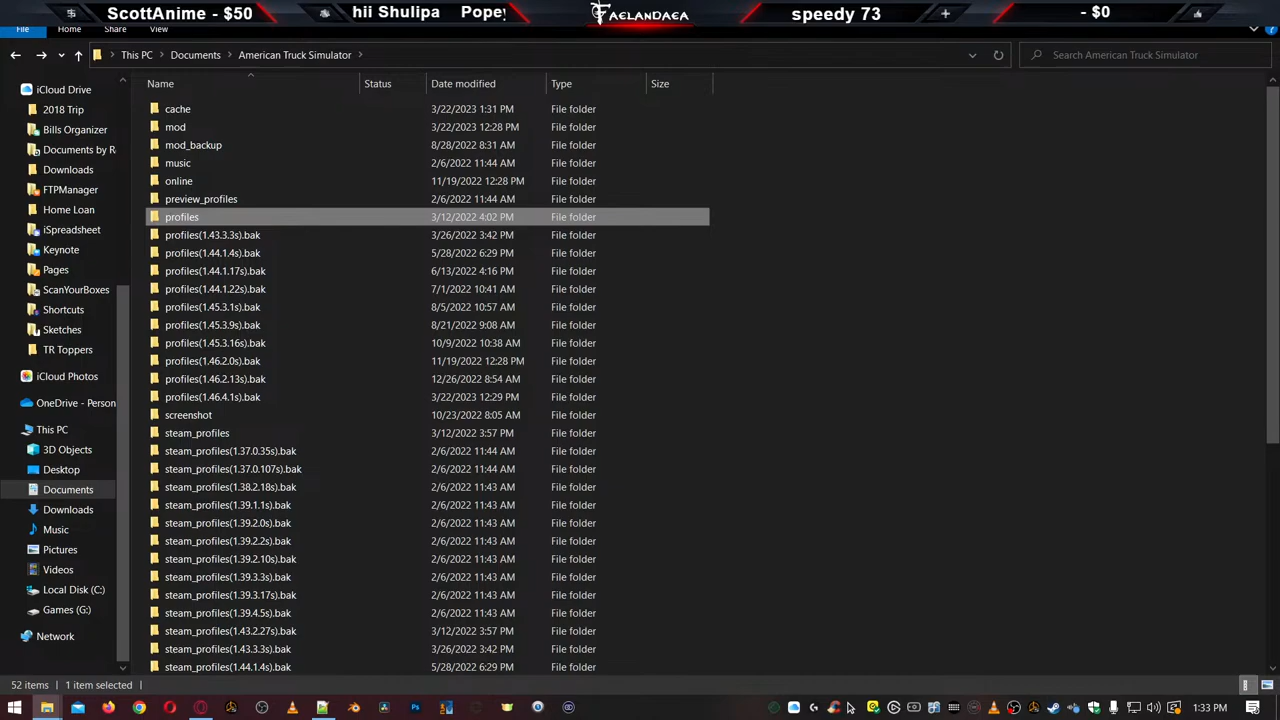 ScottAnime - $50 hii Shulipa Popey FAELANDAEA speedy 73 - $0
File Home Share View
This PC Documents American Truck Simulator Search American Truck Simulator
Name Status Date modified Type Size
iCloud Drive
2018 Trip
Bills Organizer
Documents by R
Downloads
FTPManager
Home Loan
iSpreadsheet
Keynote
Pages
ScanYourBoxes
Shortcuts
Sketches
TR Toppers
iCloud Photos
OneDrive - Person
This PC
3D Objects
Desktop
Documents
Downloads
Music
Pictures
Videos
Local Disk (C:)
Games (G:)
Network
cache 3/22/2023 1:31 PM File folder
mod 3/22/2023 12:28 PM File folder
mod_backup 8/28/2022 8:31 AM File folder
music 2/6/2022 11:44 AM File folder
online 11/19/2022 12:28 PM File folder
preview_profiles 2/6/2022 11:44 AM File folder
profiles 3/12/2022 4:02 PM File folder
profiles(1.43.3.3s).bak 3/26/2022 3:42 PM File folder
profiles(1.44.1.4s).bak 5/28/2022 6:29 PM File folder
profiles(1.44.1.17s).bak 6/13/2022 4:16 PM File folder
profiles(1.44.1.22s).bak 7/1/2022 10:41 AM File folder
profiles(1.45.3.1s).bak 8/5/2022 10:57 AM File folder
profiles(1.45.3.9s).bak 8/21/2022 9:08 AM File folder
profiles(1.45.3.16s).bak 10/9/2022 10:38 AM File folder
profiles(1.46.2.0s).bak 11/19/2022 12:28 PM File folder
profiles(1.46.2.13s).bak 12/26/2022 8:54 AM File folder
profiles(1.46.4.1s).bak 3/22/2023 12:29 PM File folder
screenshot 10/23/2022 8:05 AM File folder
steam_profiles 3/12/2022 3:57 PM File folder
steam_profiles(1.37.0.35s).bak 2/6/2022 11:44 AM File folder
steam_profiles(1.37.0.107s).bak 2/6/2022 11:44 AM File folder
steam_profiles(1.38.2.18s).bak 2/6/2022 11:43 AM File folder
steam_profiles(1.39.1.1s).bak 2/6/2022 11:43 AM File folder
steam_profiles(1.39.2.0s).bak 2/6/2022 11:43 AM File folder
steam_profiles(1.39.2.2s).bak 2/6/2022 11:43 AM File folder
steam_profiles(1.39.2.10s).bak 2/6/2022 11:43 AM File folder
steam_profiles(1.39.3.3s).bak 2/6/2022 11:43 AM File folder
steam_profiles(1.39.3.17s).bak 2/6/2022 11:43 AM File folder
steam_profiles(1.39.4.5s).bak 2/6/2022 11:43 AM File folder
steam_profiles(1.43.2.27s).bak 3/12/2022 3:57 PM File folder
steam_profiles(1.43.3.3s).bak 3/26/2022 3:42 PM File folder
steam_profiles(1.44.1.4s).bak 5/28/2022 6:29 PM File folder
52 items 1 item selected
1:33 PM